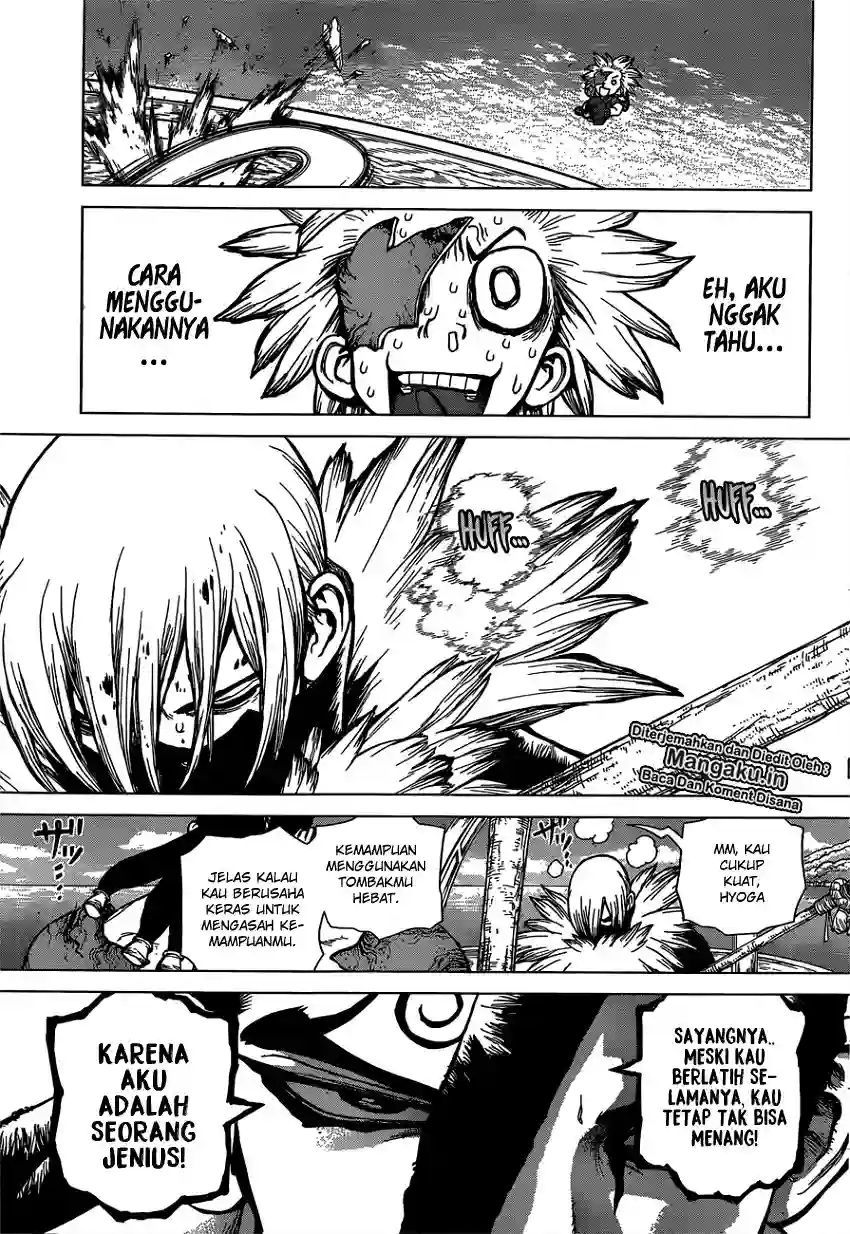 EH, AKU
NGGAK
TAHU...
CARA
MENGGU-
NAKANNYA
...
HUFF...
HUFF...
Diterjemahkan dan Diedit Oleh :
Mangaku.in
Baca Dan Koment Disana
MM, KAU
CUKUP
KUAT,
HYOGA
KEMAMPUAN
MENGGUNAKAN
TOMBAKMU
HEBAT.
JELAS KALAU
KAU BERUSAHA
KERAS UNTUK
MENGASAH KE-
MAMPUANMU.
SAYANGNYA..
MESKI KAU
BERLATIH SE-
LAMANYA, KAU
TETAP TAK BISA
MENANG!
KARENA
AKU
ADALAH
SEORANG
JENIUS!